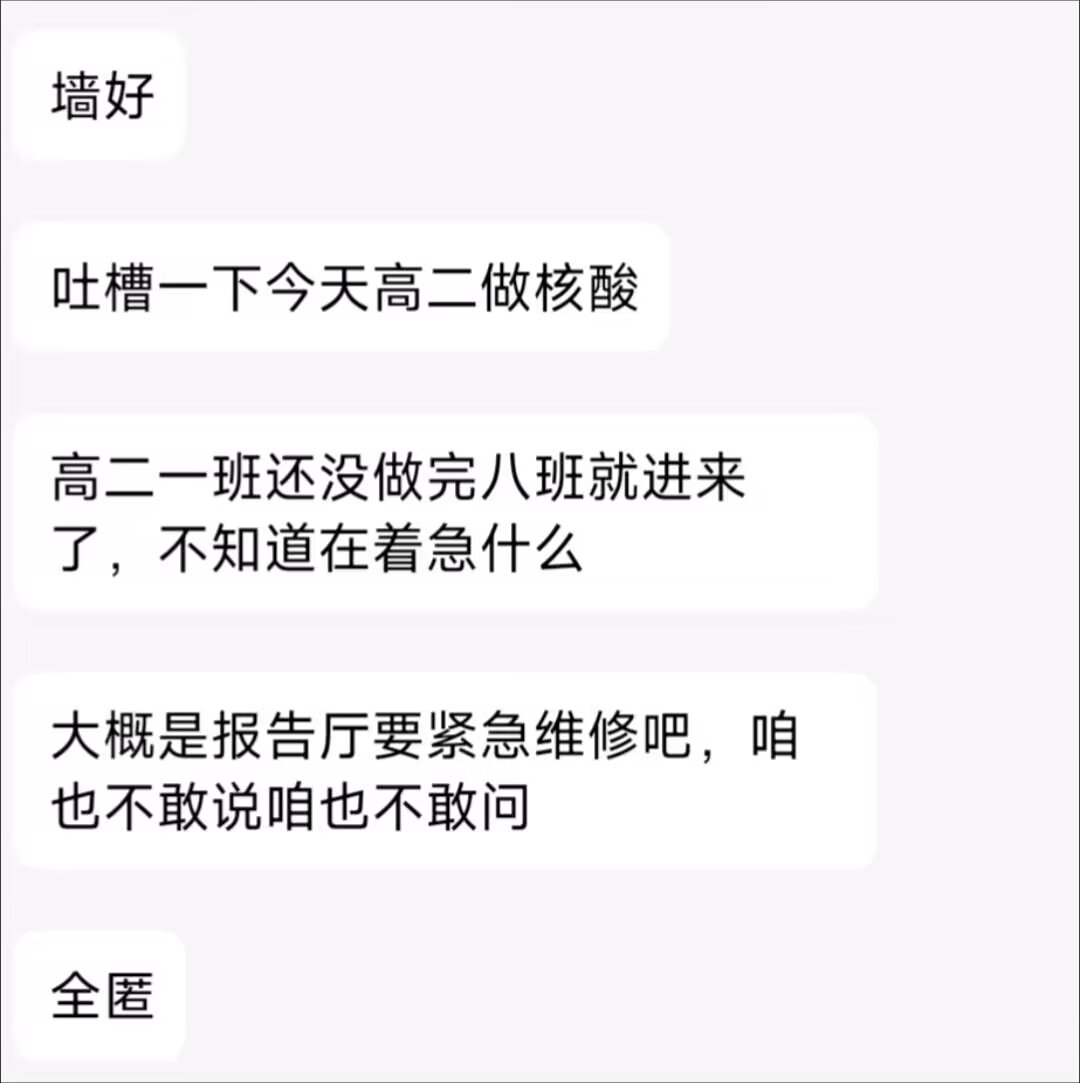 墙好
吐槽一下今天高二做核酸
高二一班还没做完八班就进来
了，不知道在着急什么
大概是报告厅要紧急维修吧，咱
也不敢说咱也不敢问
全匿